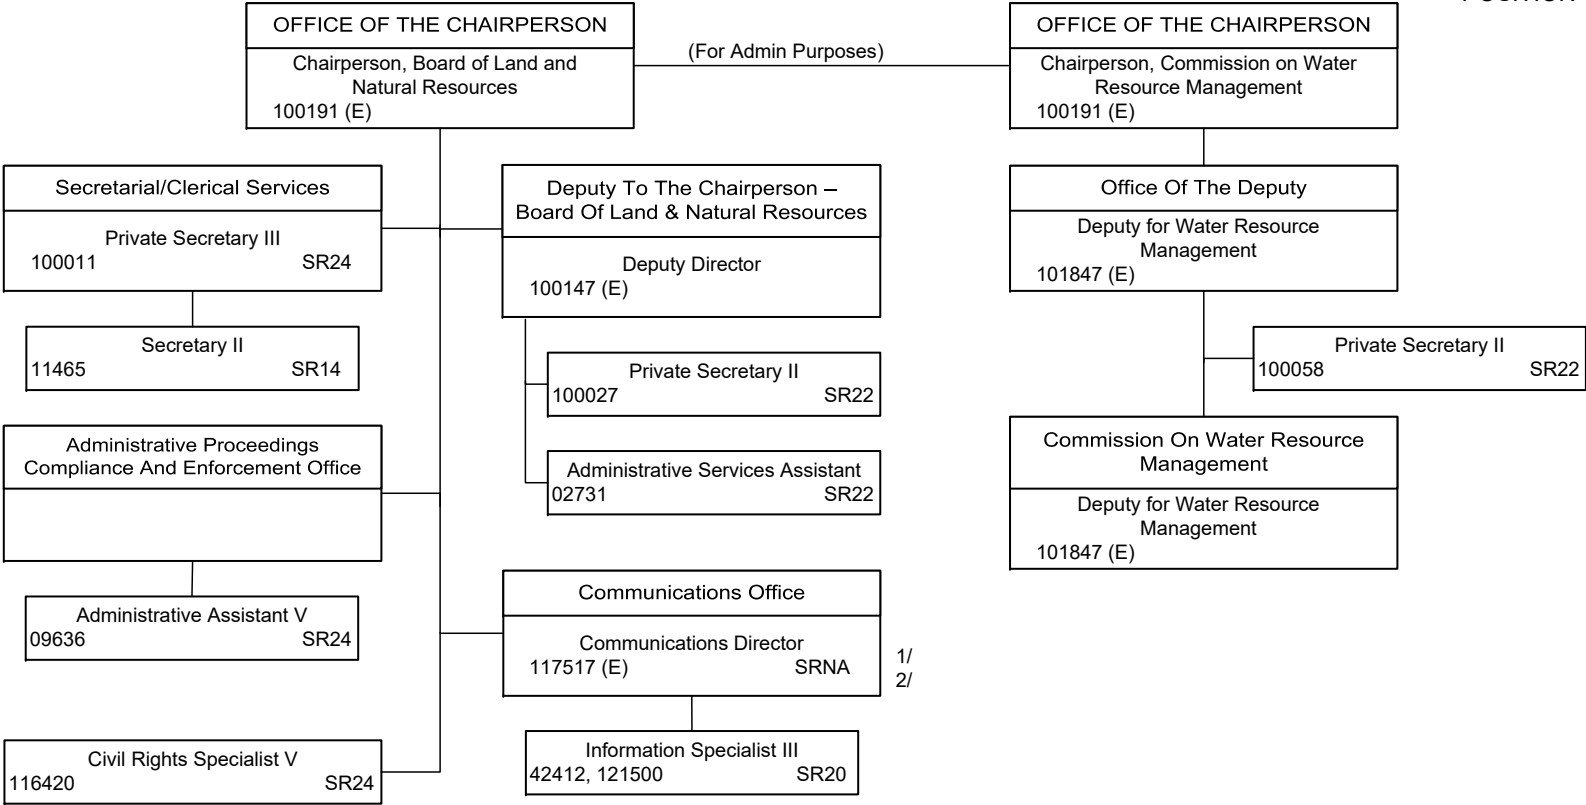 OFFICE OF THE CHAIRPERSON
Chairperson, Board of Land and
Natural Resources
100191 (E)
(For Admin Purposes)
OFFICE OF THE CHAIRPERSON
Chairperson, Commission on Water
Resource Management
100191 (E)
Secretarial/Clerical Services
Private Secretary III
100011 SR24
Secretary II
11465 SR14
Deputy To The Chairperson –
Board Of Land & Natural Resources
Deputy Director
100147 (E)
Private Secretary II
100027 SR22
Administrative Services Assistant
02731 SR22
Office Of The Deputy
Deputy for Water Resource
Management
101847 (E)
Private Secretary II
100058 SR22
Commission On Water Resource
Management
Deputy for Water Resource
Management
101847 (E)
Administrative Proceedings
Compliance And Enforcement Office
Administrative Assistant V
09636 SR24
Communications Office
Communications Director
117517 (E) SRNA
1/
2/
Information Specialist III
42412, 121500 SR20
Civil Rights Specialist V
116420 SR24